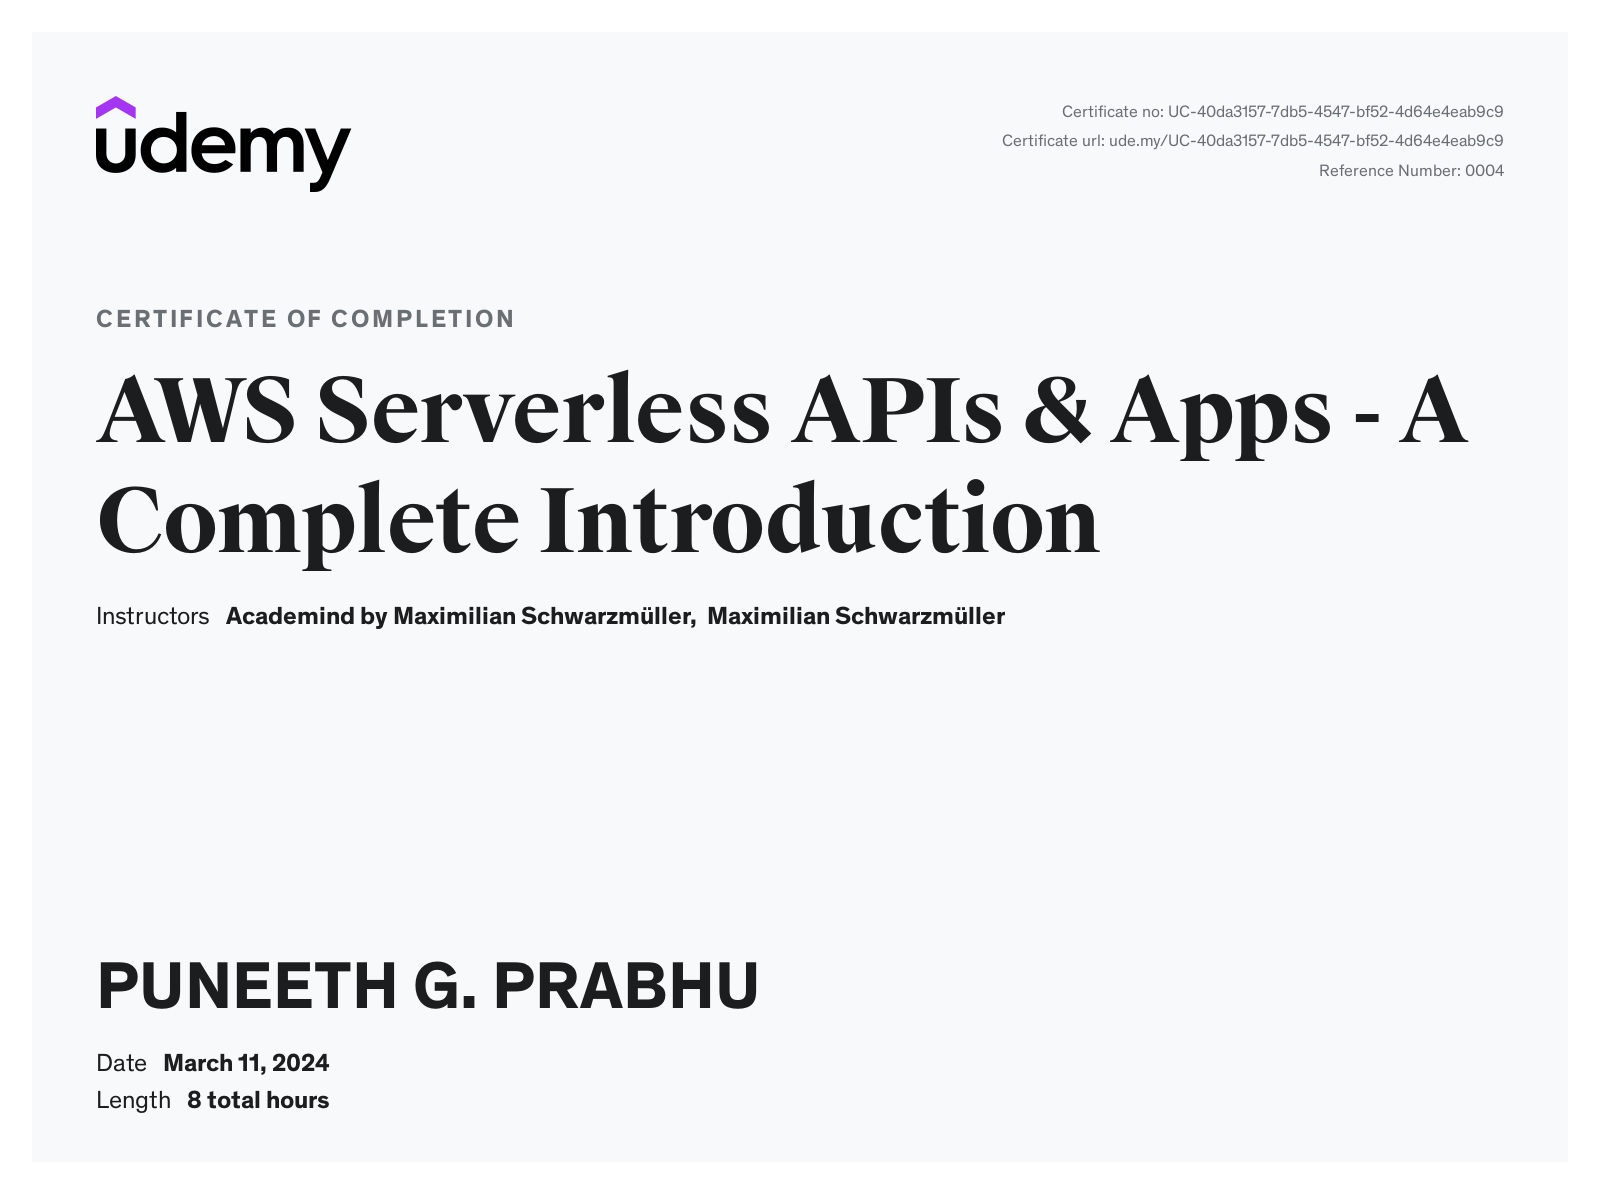 udemy
Certificate no: UC-40da3157-7db5-4547-bf52-4d64e4eab9c9
Certificate url: ude.my/UC-40da3157-7db5-4547-bf52-4d64e4eab9c9
Reference Number: 0004
CERTIFICATE OF COMPLETION
AWS Serverless APIs & Apps - A
Complete Introduction
Instructors Academind by Maximilian Schwarzmüller, Maximilian Schwarzmüller
PUNEETH G. PRABHU
Date March 11, 2024
Length 8 total hours